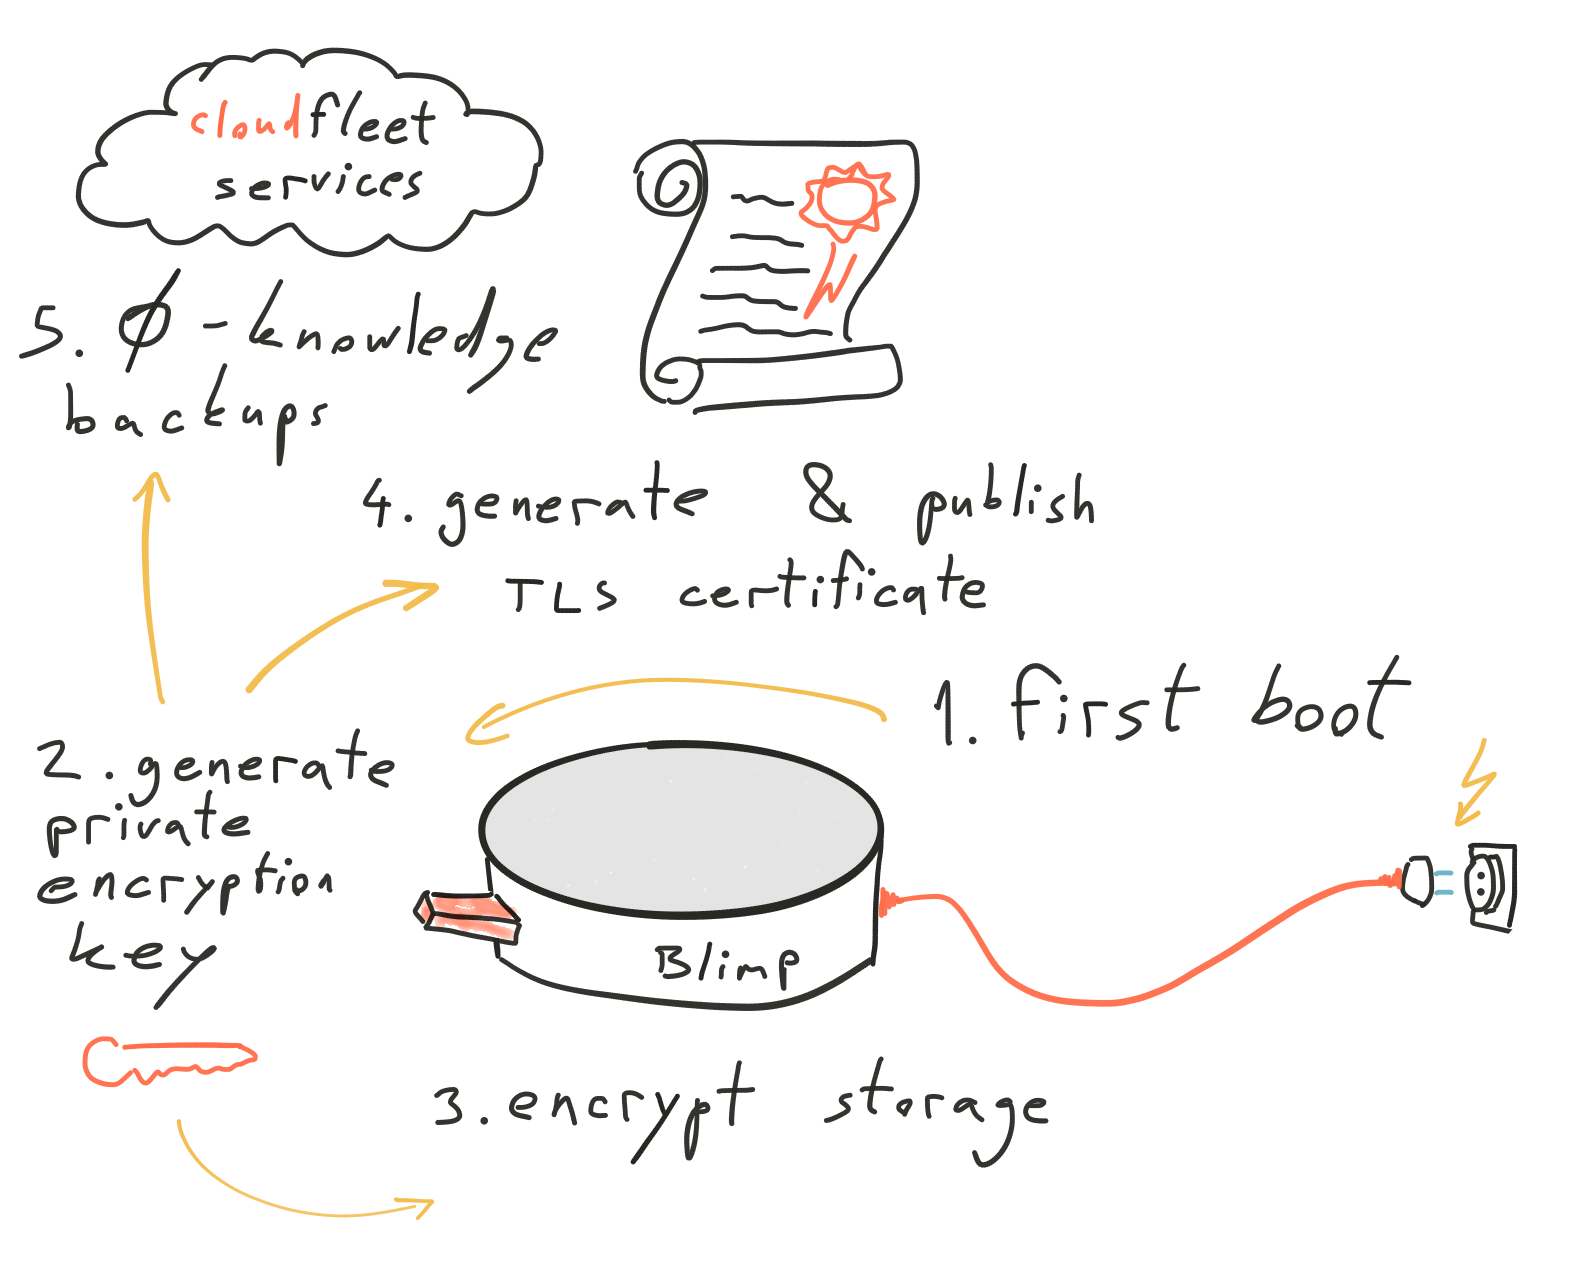 cloudfleet
services
5. Ø-knowledge
backups
4. generate & publish
TLS certificate
1. first boot
2. generate
private
encryption
key
Blimp
3. encrypt storage